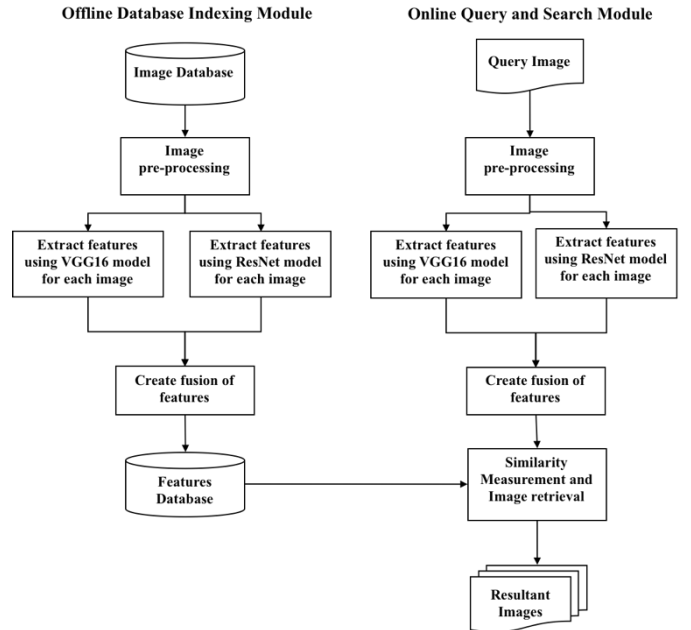 Offline Database Indexing Module
Image Database
Image
pre-processing
Extract features
using VGG16 model
for each image
Extract features
using ResNet model
for each image
Create fusion of
features
Features
Database
Online Query and Search Module
Query Image
Image
pre-processing
Extract features
using VGG16 model
for each image
Extract features
using ResNet model
for each image
Create fusion of
features
Similarity
Measurement and
Image retrieval
Resultant
Images